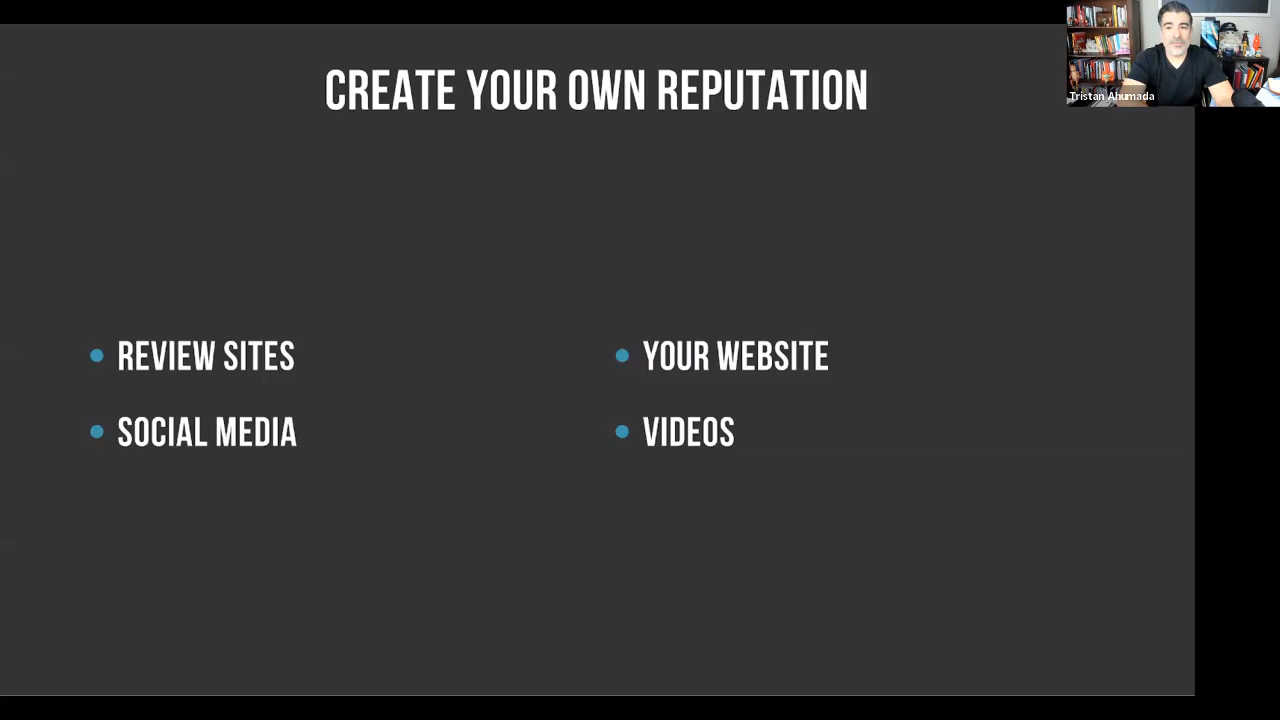 CREATE YOUR OWN REPUTATION
Tristan Ahumada
REVIEW SITES
SOCIAL MEDIA
YOUR WEBSITE
VIDEOS